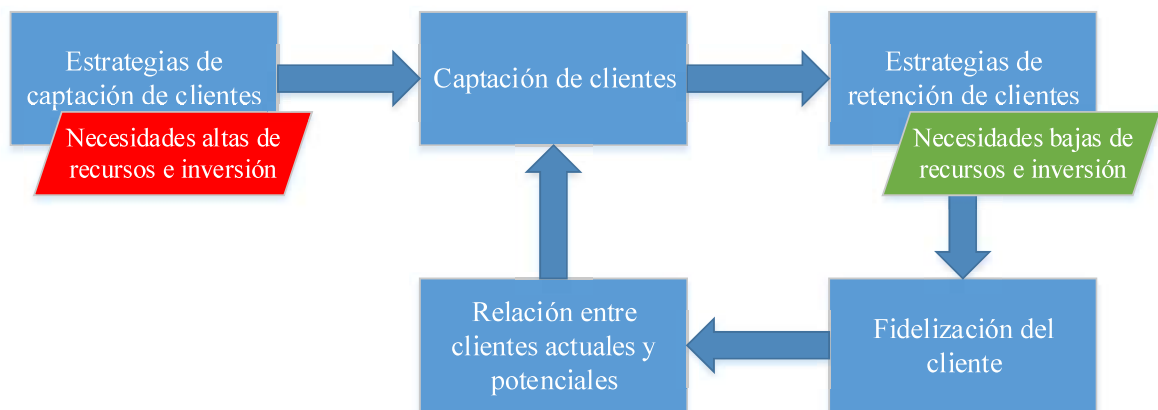 Estrategias de
captación de clientes
Necesidades altas de
recursos e inversión
Captación de clientes
Estrategias de
retención de clientes
Necesidades bajas de
recursos e inversión
Fidelización del
cliente
Relación entre
clientes actuales y
potenciales